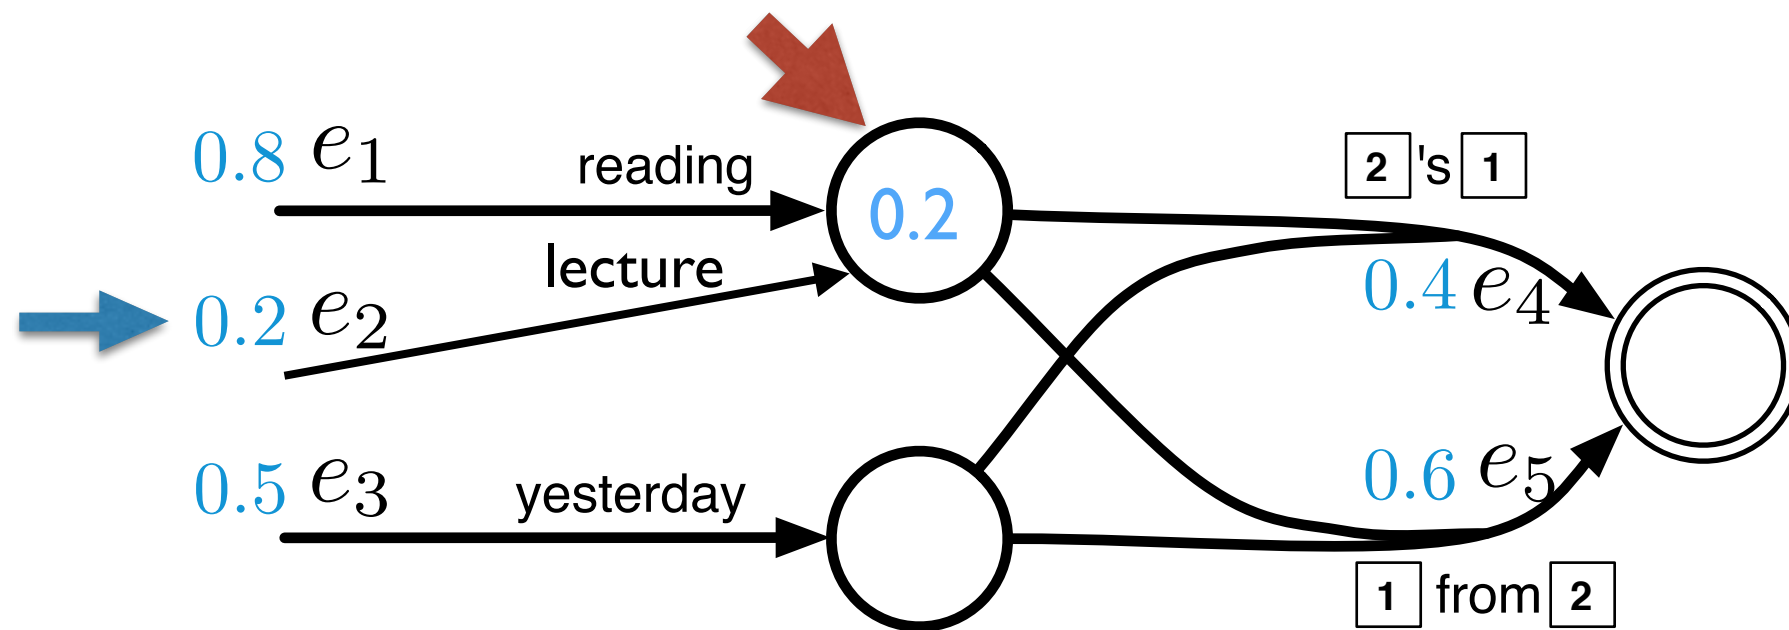 0.8 e₁ reading
0.2
2 's 1
lecture
0.2 e₂
0.4 e₄
0.5 e₃ yesterday
0.6 e₅
1 from 2